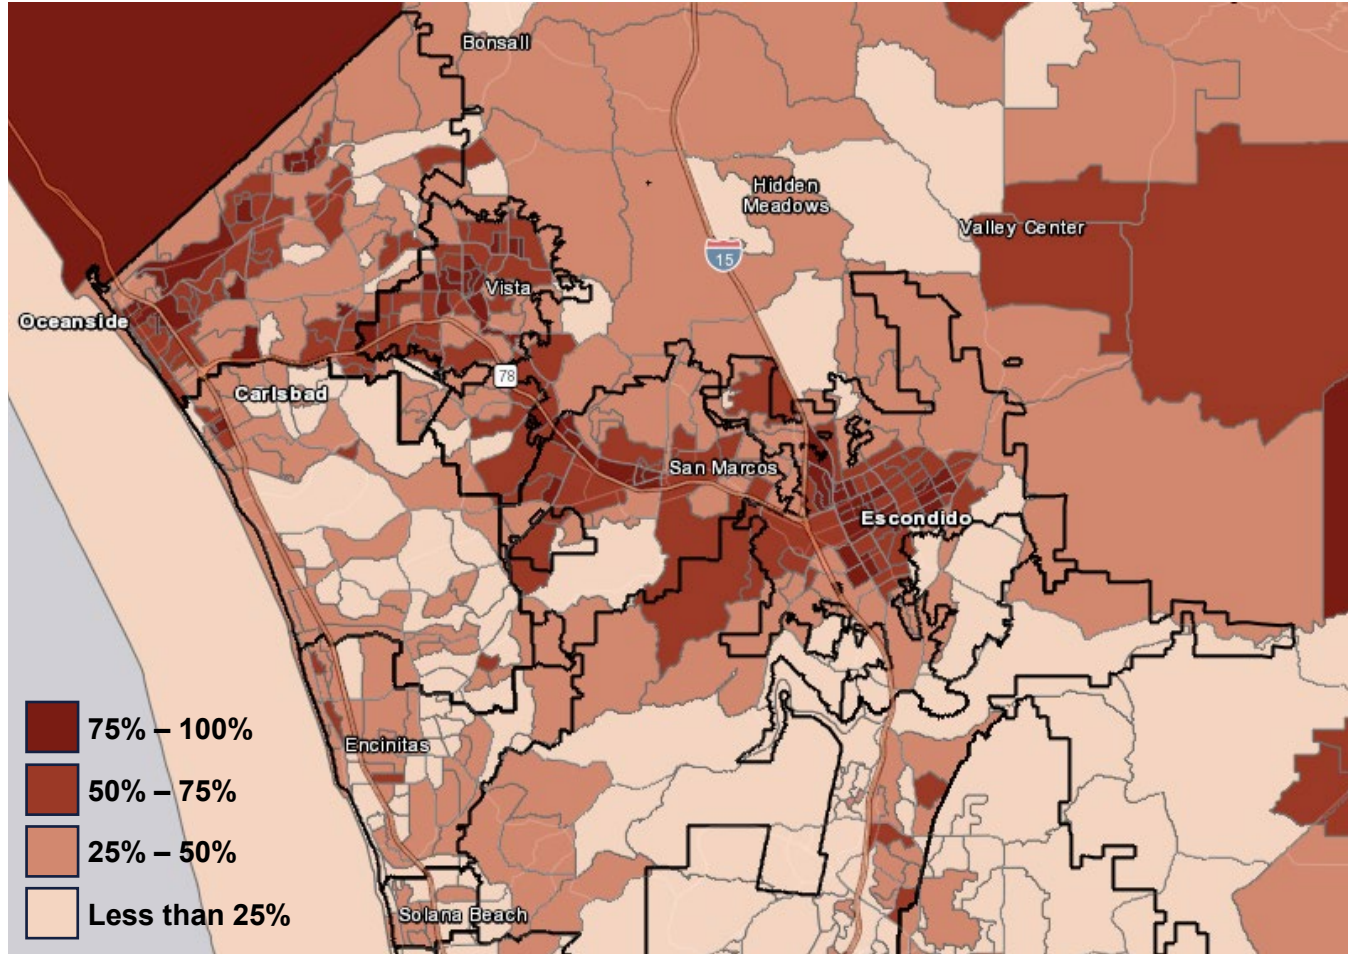 Bonsall
Hidden
Meadows
Valley Center
15
Vista
Oceanside
78
Carlsbad
San Marcos
Escondido
75% – 100%
Encinitas
50% – 75%
25% – 50%
Less than 25%
Solana Beach